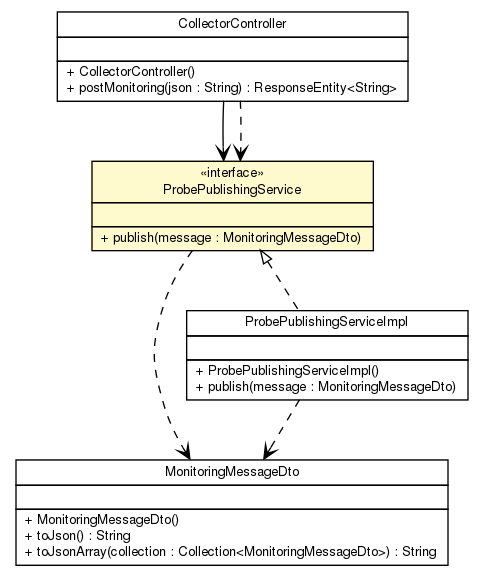 CollectorController
+ CollectorController()
+ postMonitoring(json : String) : ResponseEntity<String>
«interface»
ProbePublishingService
+ publish(message : MonitoringMessageDto)
ProbePublishingServiceImpl
+ ProbePublishingServiceImpl()
+ publish(message : MonitoringMessageDto)
MonitoringMessageDto
+ MonitoringMessageDto()
+ toJson() : String
+ toJsonArray(collection : Collection<MonitoringMessageDto>) : String